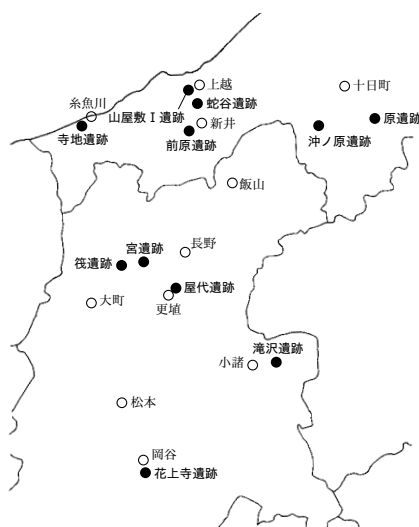 上越
十日町
糸魚川
蛇谷遺跡
山屋敷Ⅰ遺跡
新井
原遺跡
寺地遺跡
前原遺跡
沖ノ原遺跡
飯山
長野
宮遺跡
筏遺跡
屋代遺跡
大町
更埴
滝沢遺跡
小諸
松本
岡谷
花上寺遺跡